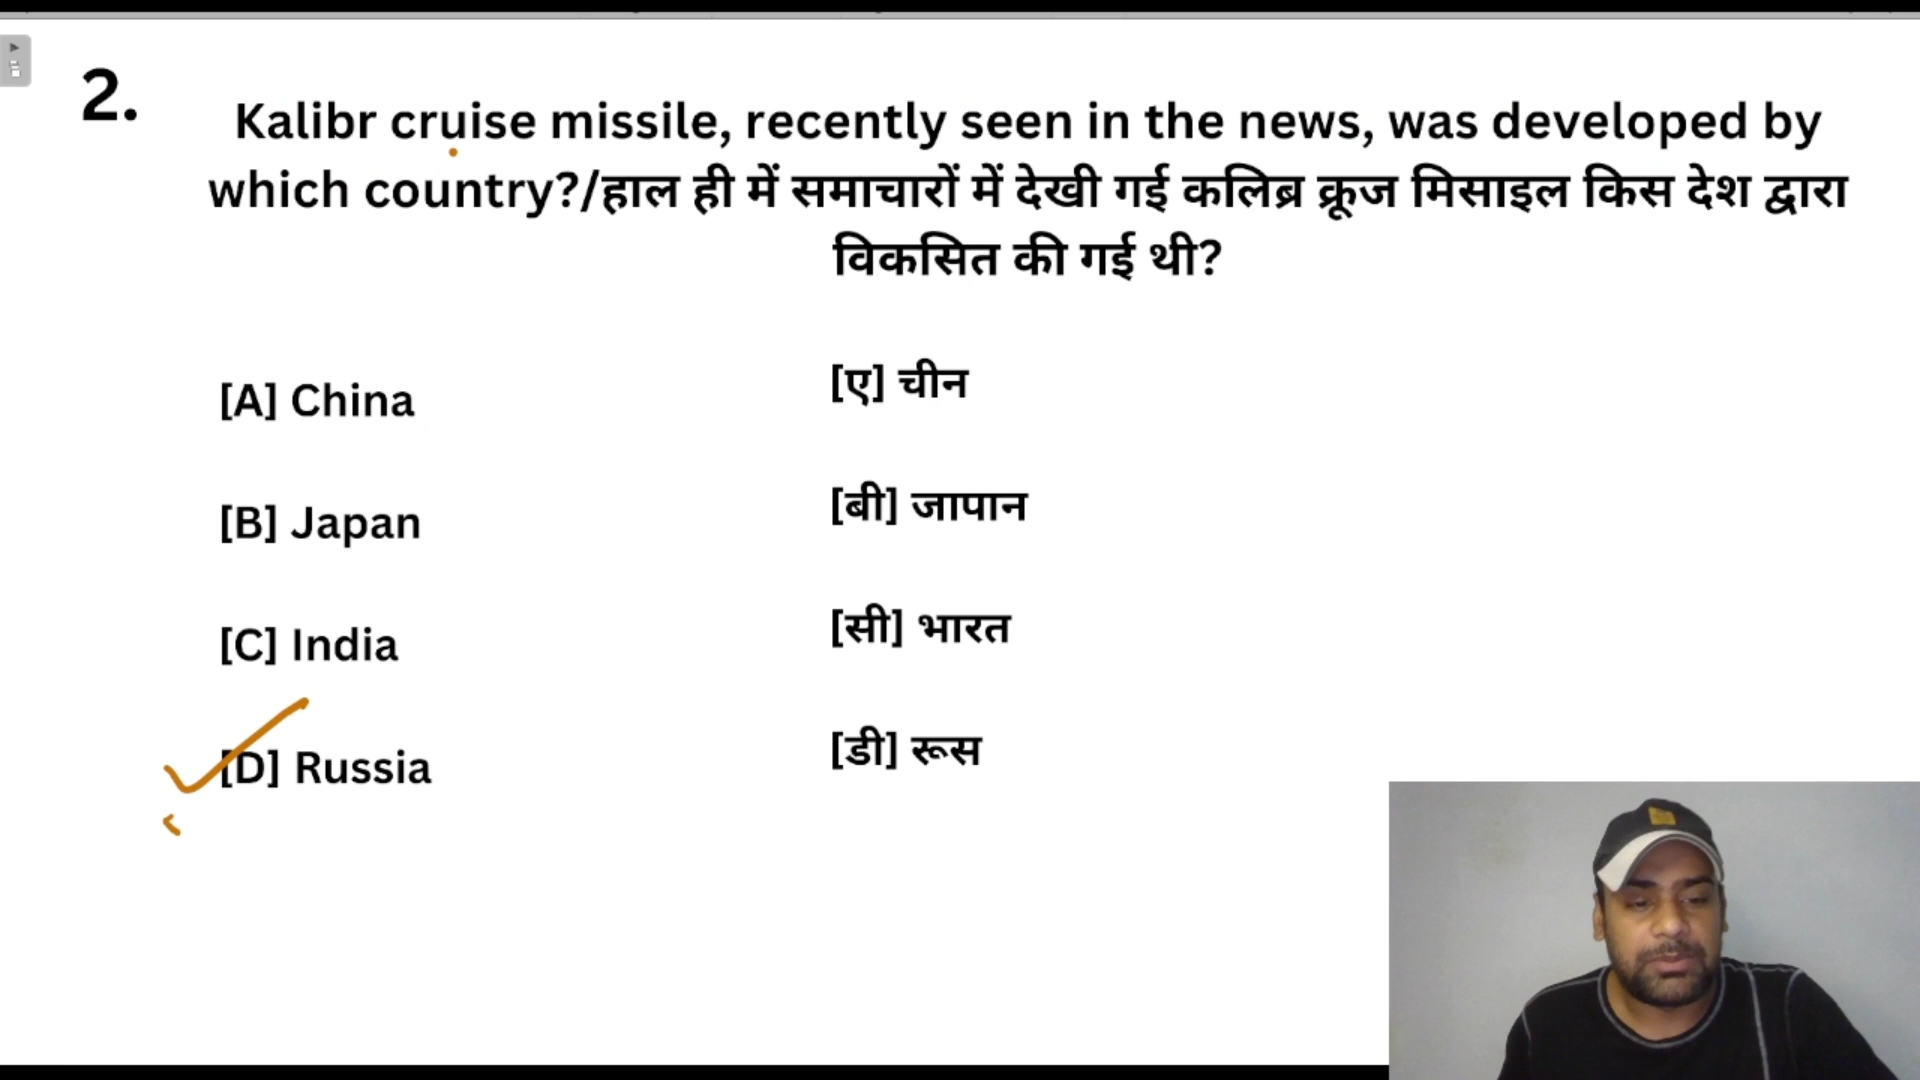 2.
Kalibr cruise missile, recently seen in the news, was developed by
which country?/हाल ही में समाचारों में देखी गई कलिब्र क्रूज मिसाइल किस देश द्वारा
विकसित की गई थी?
[A] China
[ए] चीन
[B] Japan
[बी] जापान
[C] India
[सी] भारत
[D] Russia
[डी] रूस